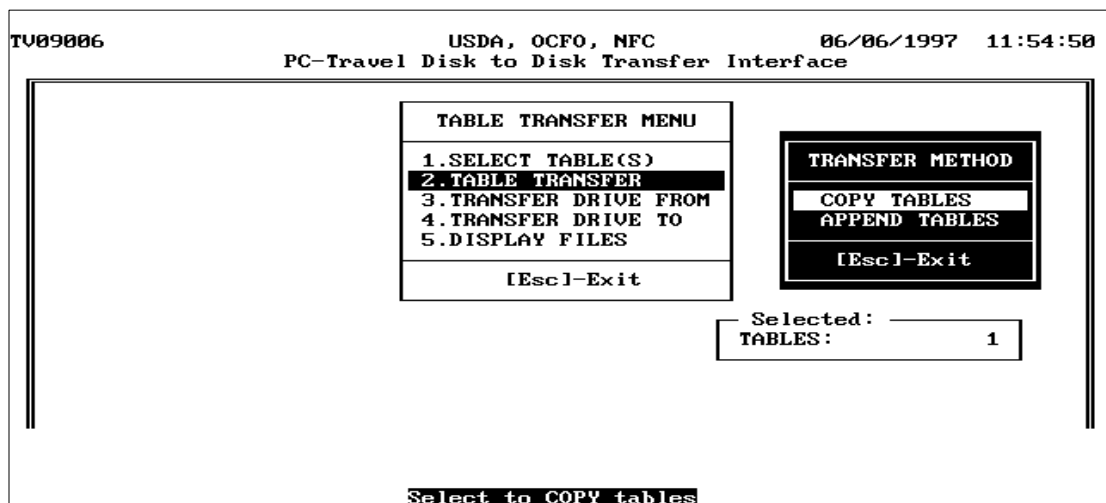 TV09006 USDA, OCFO, NFC 06/06/1997 11:54:50
PC-Travel Disk to Disk Transfer Interface
TABLE TRANSFER MENU
1.SELECT TABLE(S)
2.TABLE TRANSFER
3.TRANSFER DRIVE FROM
4.TRANSFER DRIVE TO
5.DISPLAY FILES
[Esc]-Exit
TRANSFER METHOD
COPY TABLES
APPEND TABLES
[Esc]-Exit
Selected:
TABLES: 1
Select to COPY tables